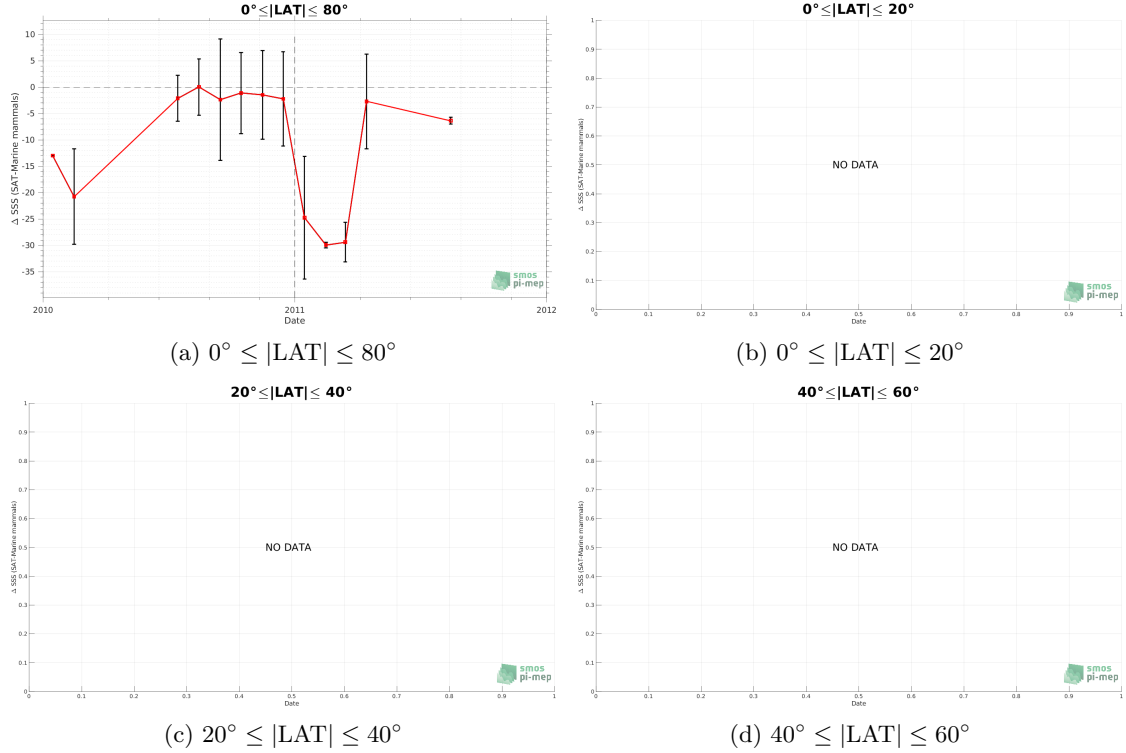 0°≤|LAT|≤ 80°
10
5
0
-5
-10
-15
-20
-25
-30
-35
Δ SSS (SAT-Marine mammals)
2010
2011
2012
Date
smos
pi-mep
(a) 0° ≤ |LAT| ≤ 80°
0°≤|LAT|≤ 20°
1
0.9
0.8
0.7
0.6
0.5
0.4
0.3
0.2
0.1
0
Δ SSS (SAT-Marine mammals)
NO DATA
0 0.1 0.2 0.3 0.4 0.5 0.6 0.7 0.8 0.9 1
Date
smos
pi-mep
(b) 0° ≤ |LAT| ≤ 20°
20°≤|LAT|≤ 40°
1
0.9
0.8
0.7
0.6
0.5
0.4
0.3
0.2
0.1
0
Δ SSS (SAT-Marine mammals)
NO DATA
0 0.1 0.2 0.3 0.4 0.5 0.6 0.7 0.8 0.9 1
Date
smos
pi-mep
(c) 20° ≤ |LAT| ≤ 40°
40°≤|LAT|≤ 60°
1
0.9
0.8
0.7
0.6
0.5
0.4
0.3
0.2
0.1
0
Δ SSS (SAT-Marine mammals)
NO DATA
0 0.1 0.2 0.3 0.4 0.5 0.6 0.7 0.8 0.9 1
Date
smos
pi-mep
(d) 40° ≤ |LAT| ≤ 60°